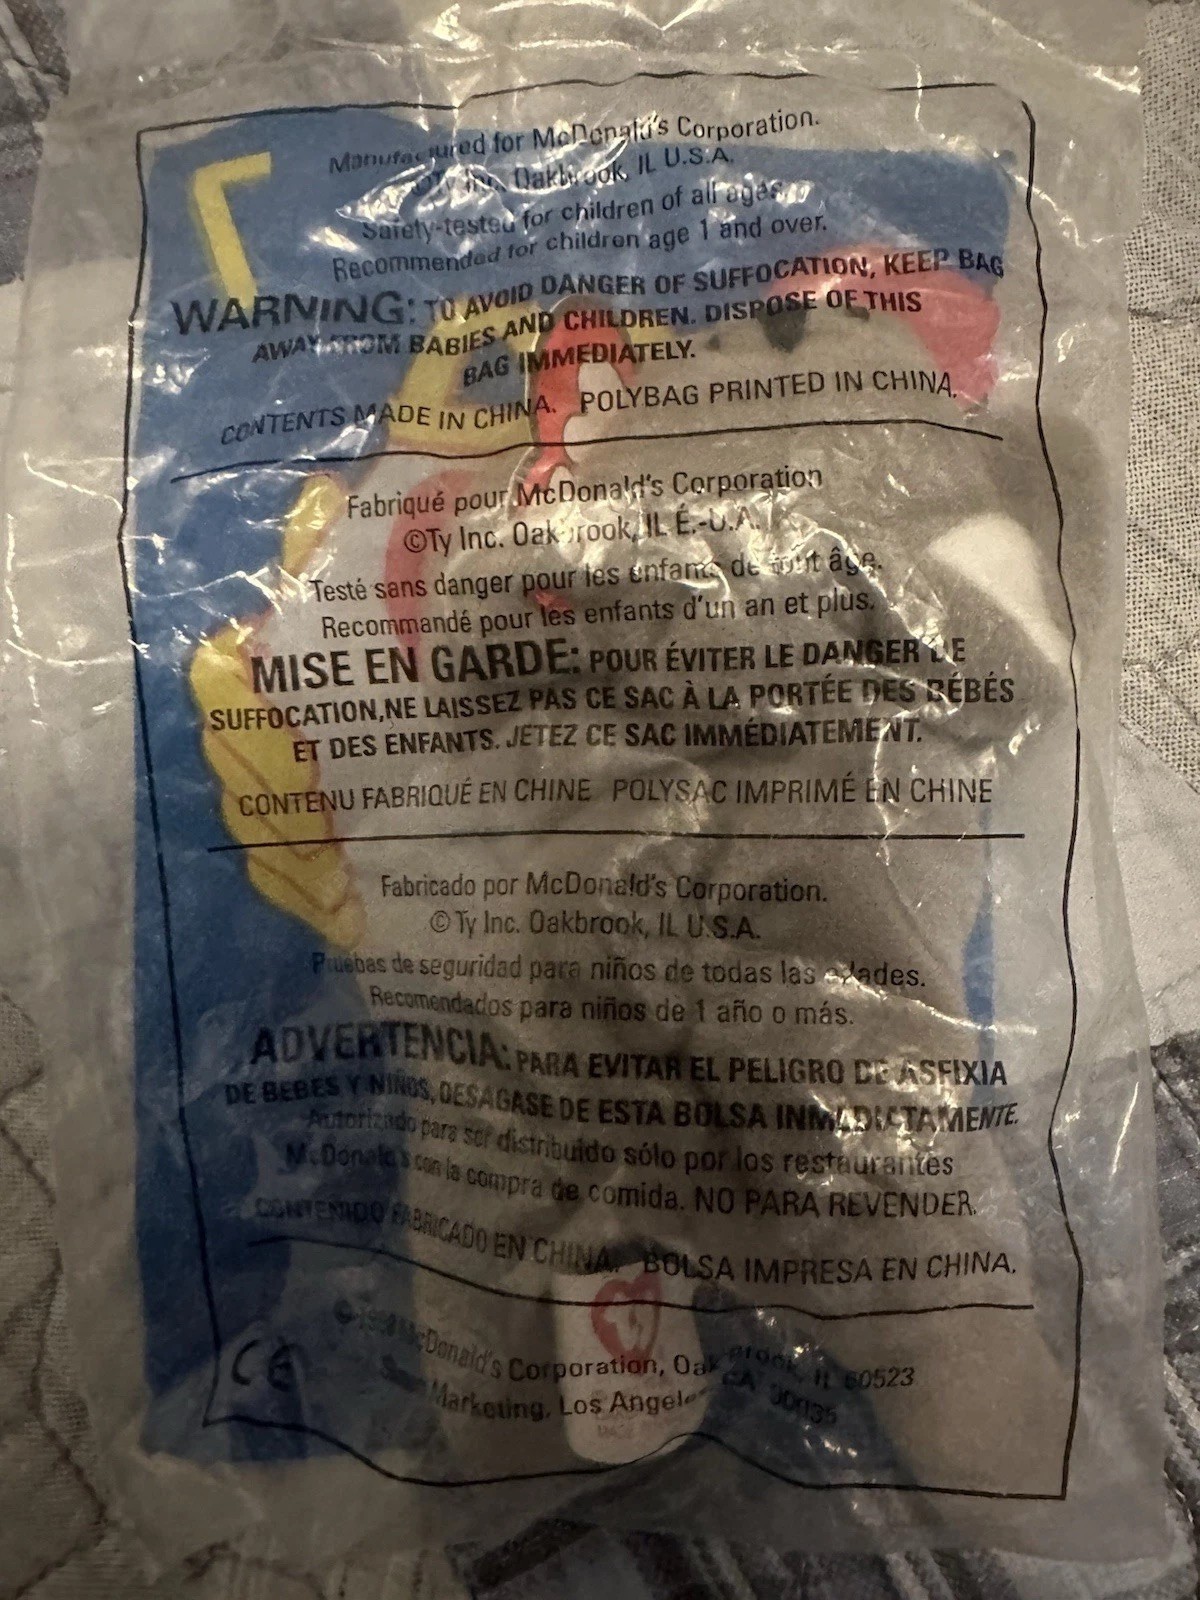 Manufactured for McDonald's Corporation.
©Ty Inc. Oakbrook, IL U.S.A.
Safety-tested for children of all ages.
Recommended for children age 1 and over.
WARNING: TO AVOID DANGER OF SUFFOCATION, KEEP BAG
AWAY FROM BABIES AND CHILDREN. DISPOSE OF THIS
BAG IMMEDIATELY.
CONTENTS MADE IN CHINA. POLYBAG PRINTED IN CHINA.
Fabriqué pour McDonald's Corporation
©Ty Inc. Oakbrook, IL É.-U.A.
Testé sans danger pour les enfants de tout âge.
Recommandé pour les enfants d'un an et plus.
MISE EN GARDE: POUR ÉVITER LE DANGER DE
SUFFOCATION,NE LAISSEZ PAS CE SAC À LA PORTÉE DES BÉBÉS
ET DES ENFANTS. JETEZ CE SAC IMMÉDIATEMENT.
CONTENU FABRIQUÉ EN CHINE POLYSAC IMPRIMÉ EN CHINE
Fabricado por McDonald's Corporation.
© Ty Inc. Oakbrook, IL U.S.A.
Pruebas de seguridad para niños de todas las edades.
Recomendados para niños de 1 año o más.
ADVERTENCIA: PARA EVITAR EL PELIGRO DE ASFIXIA
DE BEBES Y NIÑOS, DESAGASE DE ESTA BOLSA INMEDIATAMENTE.
Autorizado para ser distribuido sólo por los restaurantes
McDonald's con la compra de comida. NO PARA REVENDER.
CONTENIDO FABRICADO EN CHINA. BOLSA IMPRESA EN CHINA.
CE
© McDonald's Corporation, Oak Brook, IL 60523
Marketing, Los Angeles CA 90035